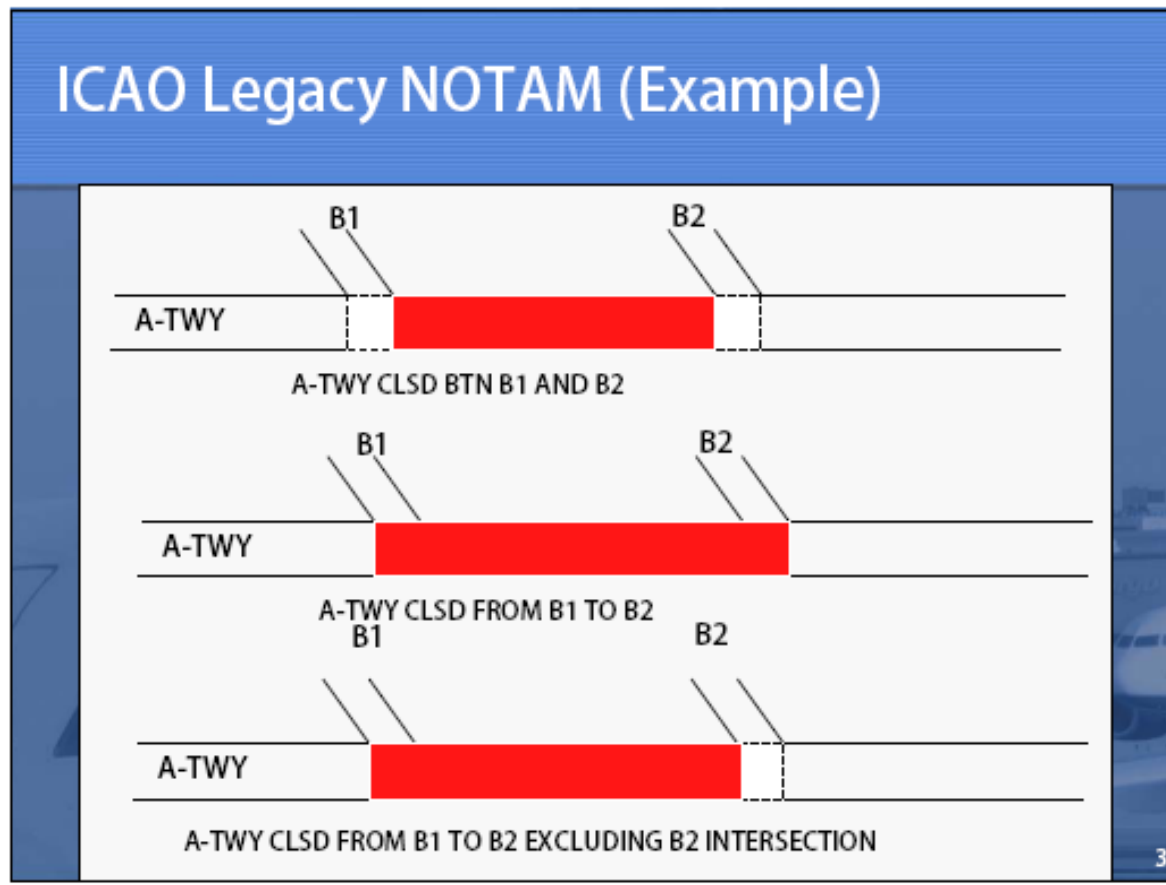 ICAO Legacy NOTAM (Example)
B1 B2
A-TWY
A-TWY CLSD BTN B1 AND B2
B1 B2
A-TWY
A-TWY CLSD FROM B1 TO B2
B1 B2
A-TWY
A-TWY CLSD FROM B1 TO B2 EXCLUDING B2 INTERSECTION
3